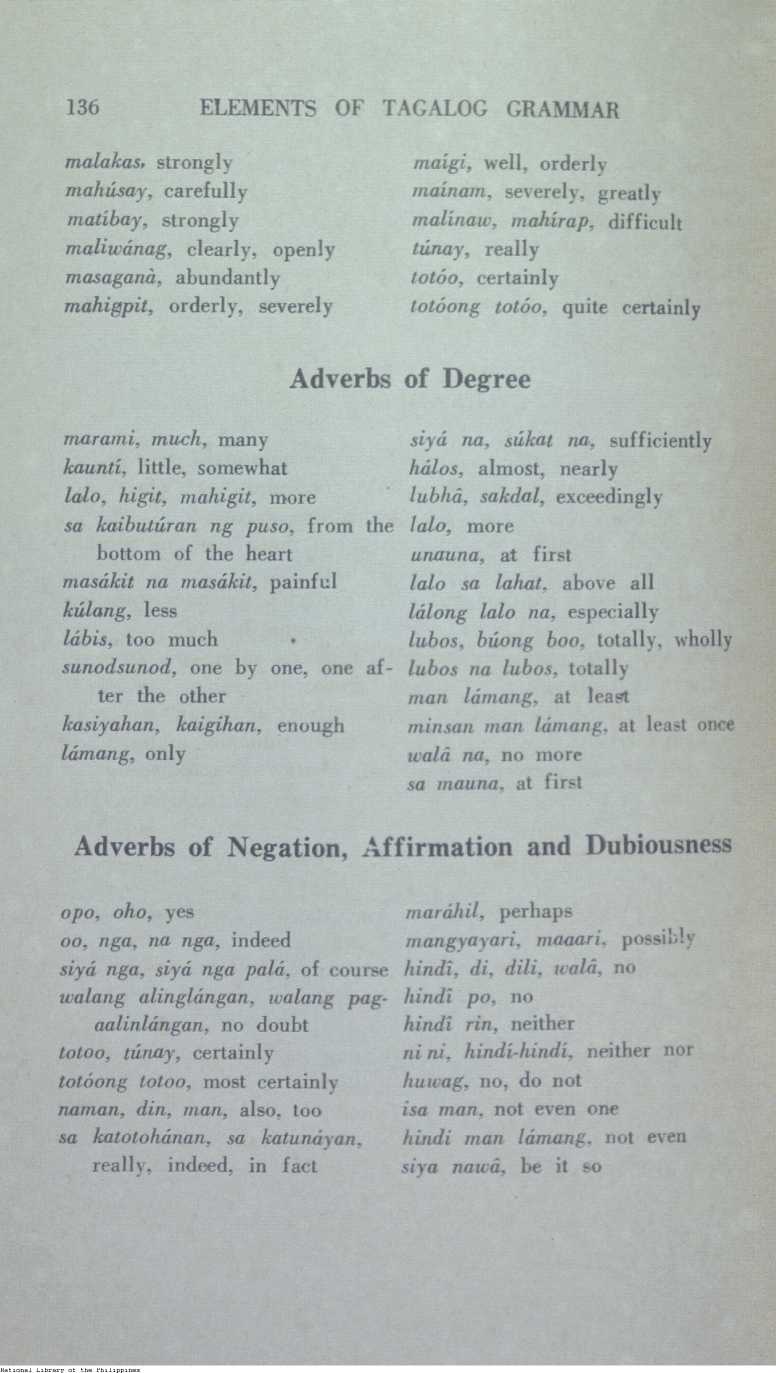 136 ELEMENTS OF TAGALOG GRAMMAR
malakas, strongly
mahúsay, carefully
matíbay, strongly
maliwánag, clearly, openly
masaganà, abundantly
mahigpit, orderly, severely
maígi, well, orderly
maínam, severely, greatly
malínaw, mahírap, difficult
túnay, really
totóo, certainly
totóong totóo, quite certainly
Adverbs of Degree
marami, much, many
kauntí, little, somewhat
lalo, higit, mahigit, more
sa kaibutúran ng puso, from the
bottom of the heart
masákit na masákit, painful
kúlang, less
lábis, too much
sunodsunod, one by one, one af-
ter the other
kasiyahan, kaigíhan, enough
lámang, only
siyá na, súkat na, sufficiently
hálos, almost, nearly
lubhâ, sakdal, exceedingly
lalo, more
unauna, at first
lalo sa lahat, above all
lálong lalo na, especially
lubos, búong boo, totally, wholly
lubos na lubos, totally
man lámang, at least
minsan man lámang, at least once
walâ na, no more
sa mauna, at first
Adverbs of Negation, Affirmation and Dubiousness
opo, oho, yes
oo, nga, na nga, indeed
siyá nga, siyá nga palá, of course
walang alinglángan, walang pag-
aalinlángan, no doubt
totoo, túnay, certainly
totóong totoo, most certainly
naman, din, man, also, too
sa katotohánan, sa katunáyan,
really, indeed, in fact
maráhil, perhaps
mangyayari, maaari, possibly
hindî, di, dili, walâ, no
hindî po, no
hindî rin, neither
ni ni, hindí-hindí, neither nor
huwag, no, do not
isa man, not even one
hindi man lámang, not even
siya nawâ, be it so
National Library of the Philippines